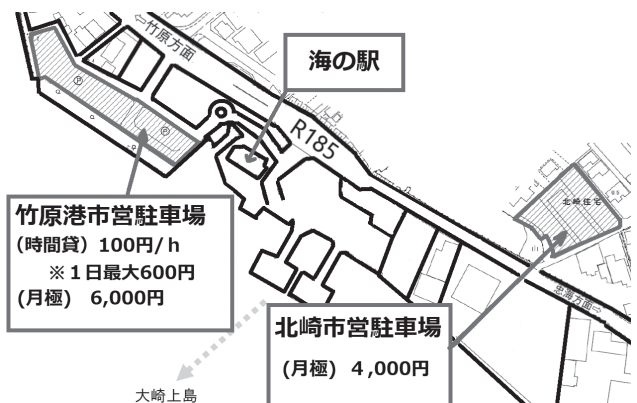 ⇦竹原方面
海の駅
R185
Ⓟ
Ⓟ
北崎住宅
竹原港市営駐車場
(時間貸) 100円/h
※1日最大600円
(月極) 6,000円
忠海方面⇨
北崎市営駐車場
(月極) 4,000円
大崎上島